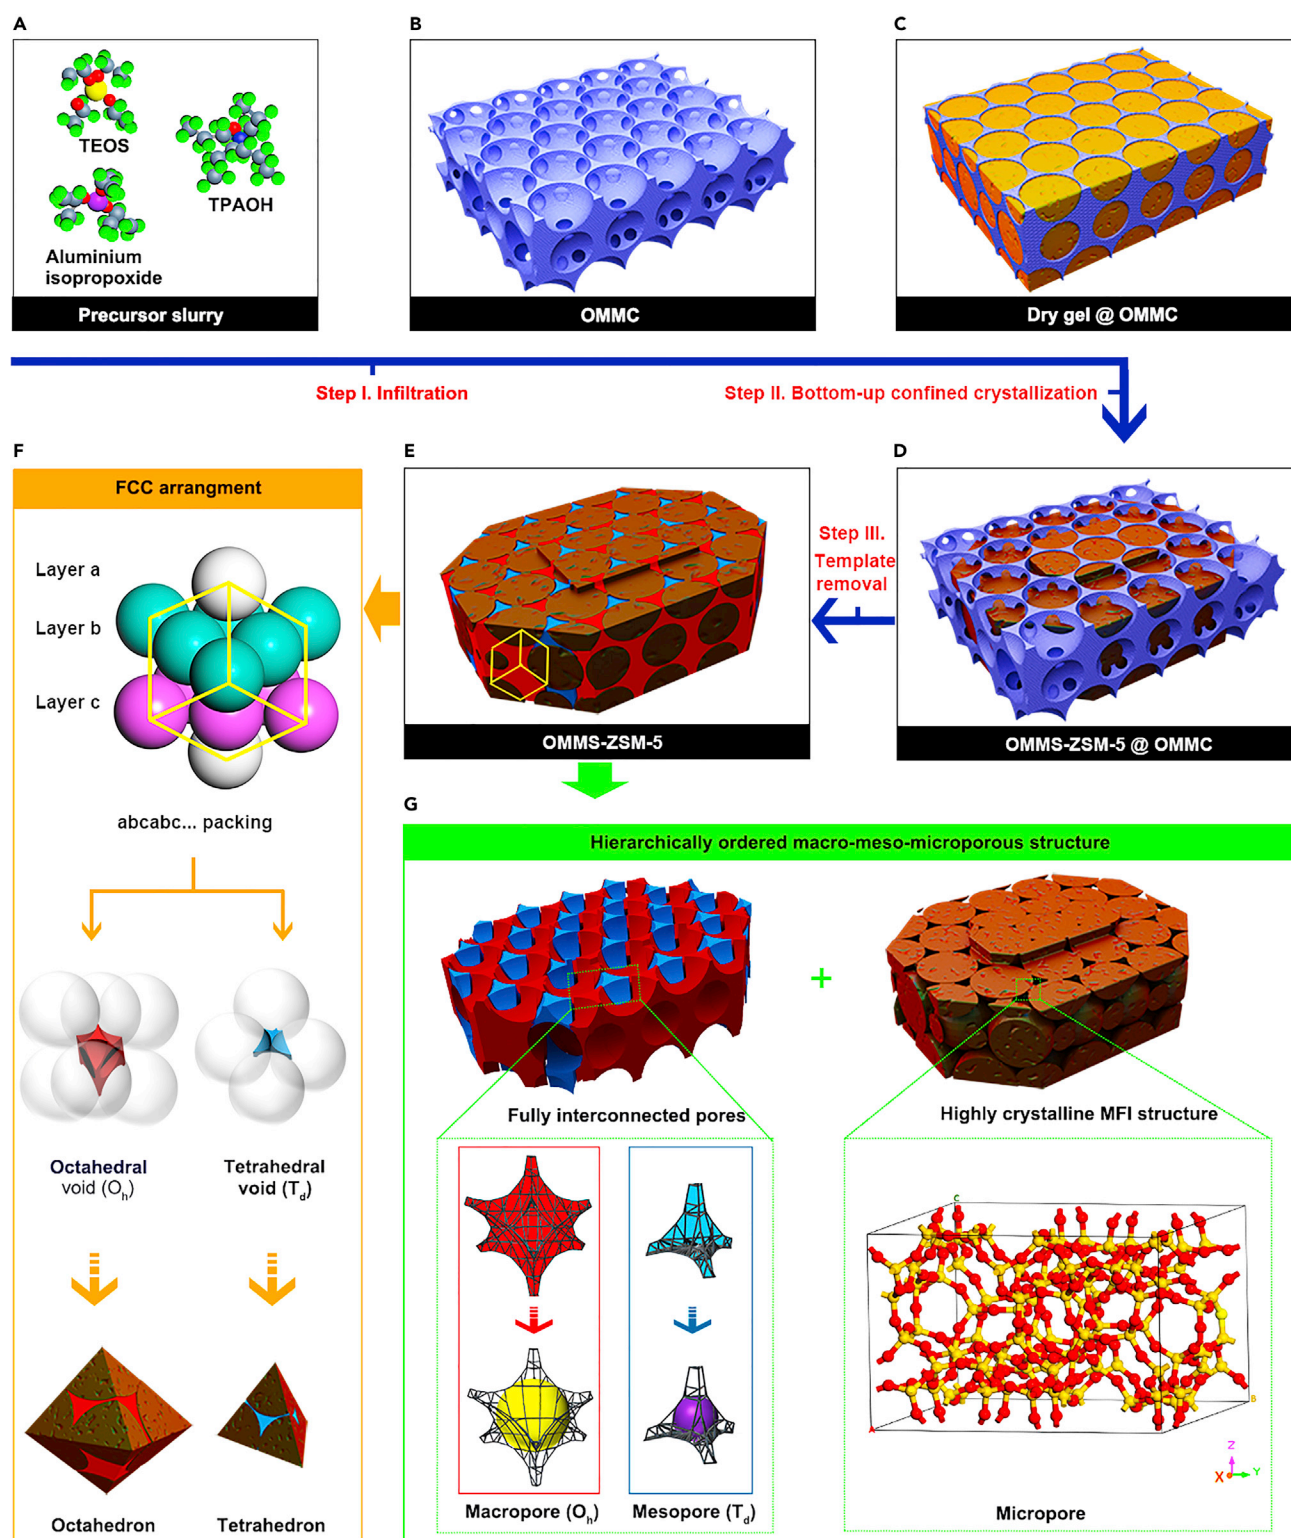 A
TEOS
TPAOH
Aluminium
isopropoxide
Precursor slurry
B
OMMC
C
Dry gel @ OMMC
Step I. Infiltration
Step II. Bottom-up confined crystallization
F
FCC arrangment
Layer a
Layer b
Layer c
abcabc... packing
Octahedral
void (Oh)
Tetrahedral
void (Td)
Octahedron
Tetrahedron
E
OMMS-ZSM-5
Step III.
Template
removal
D
OMMS-ZSM-5 @ OMMC
G
Hierarchically ordered macro-meso-microporous structure
+
Fully interconnected pores
Highly crystalline MFI structure
Macropore (Oh)
Mesopore (Td)
C
A
B
Z
X
Y
Micropore